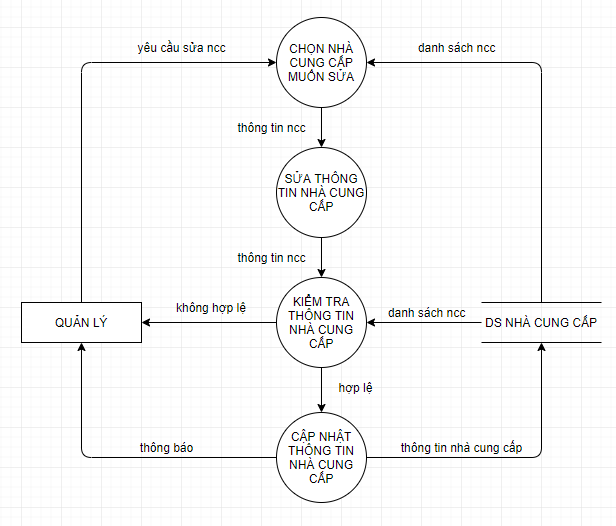 yêu cầu sửa ncc
CHỌN NHÀ
CUNG CẤP
MUỐN SỬA
danh sách ncc
thông tin ncc
SỬA THÔNG
TIN NHÀ CUNG
CẤP
thông tin ncc
QUẢN LÝ
không hợp lệ
KIỂM TRA
THÔNG TIN
NHÀ CUNG
CẤP
danh sách ncc
DS NHÀ CUNG CẤP
hợp lệ
thông báo
CẬP NHẬT
THÔNG TIN
NHÀ CUNG
CẤP
thông tin nhà cung cấp